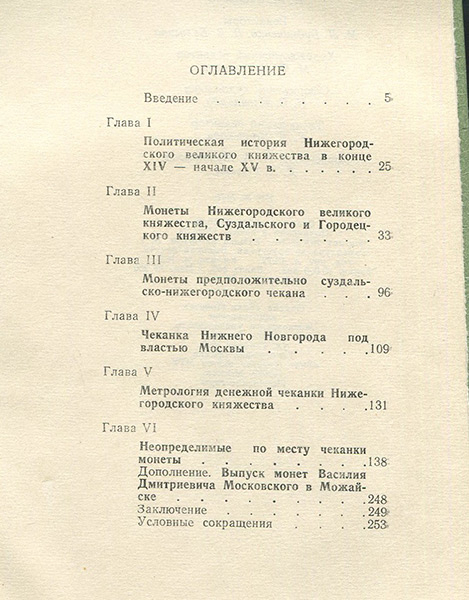 ОГЛАВЛЕНИЕ
Введение . . . . . . . . 5
Глава I
Политическая история Нижегород-
ского великого княжества в конце
XIV — начале XV в. . . . . . . 25
Глава II
Монеты Нижегородского великого
княжества, Суздальского и Городец-
кого княжеств . . . . . . 33
Глава III
Монеты предположительно суздаль-
ско-нижегородского чекана . . . 96
Глава IV
Чеканка Нижнего Новгорода под
властью Москвы . . . . . .109
Глава V
Метрология денежной чеканки Ниже-
городского княжества . . . .131
Глава VI
Неопределимые по месту чеканки
монеты . . . . . . . .138
Дополнение. Выпуск монет Василия
Дмитриевича Московского в Можай-
ске . . . . . . . . .248
Заключение . . . . . . .249
Условные сокращения . . . .253